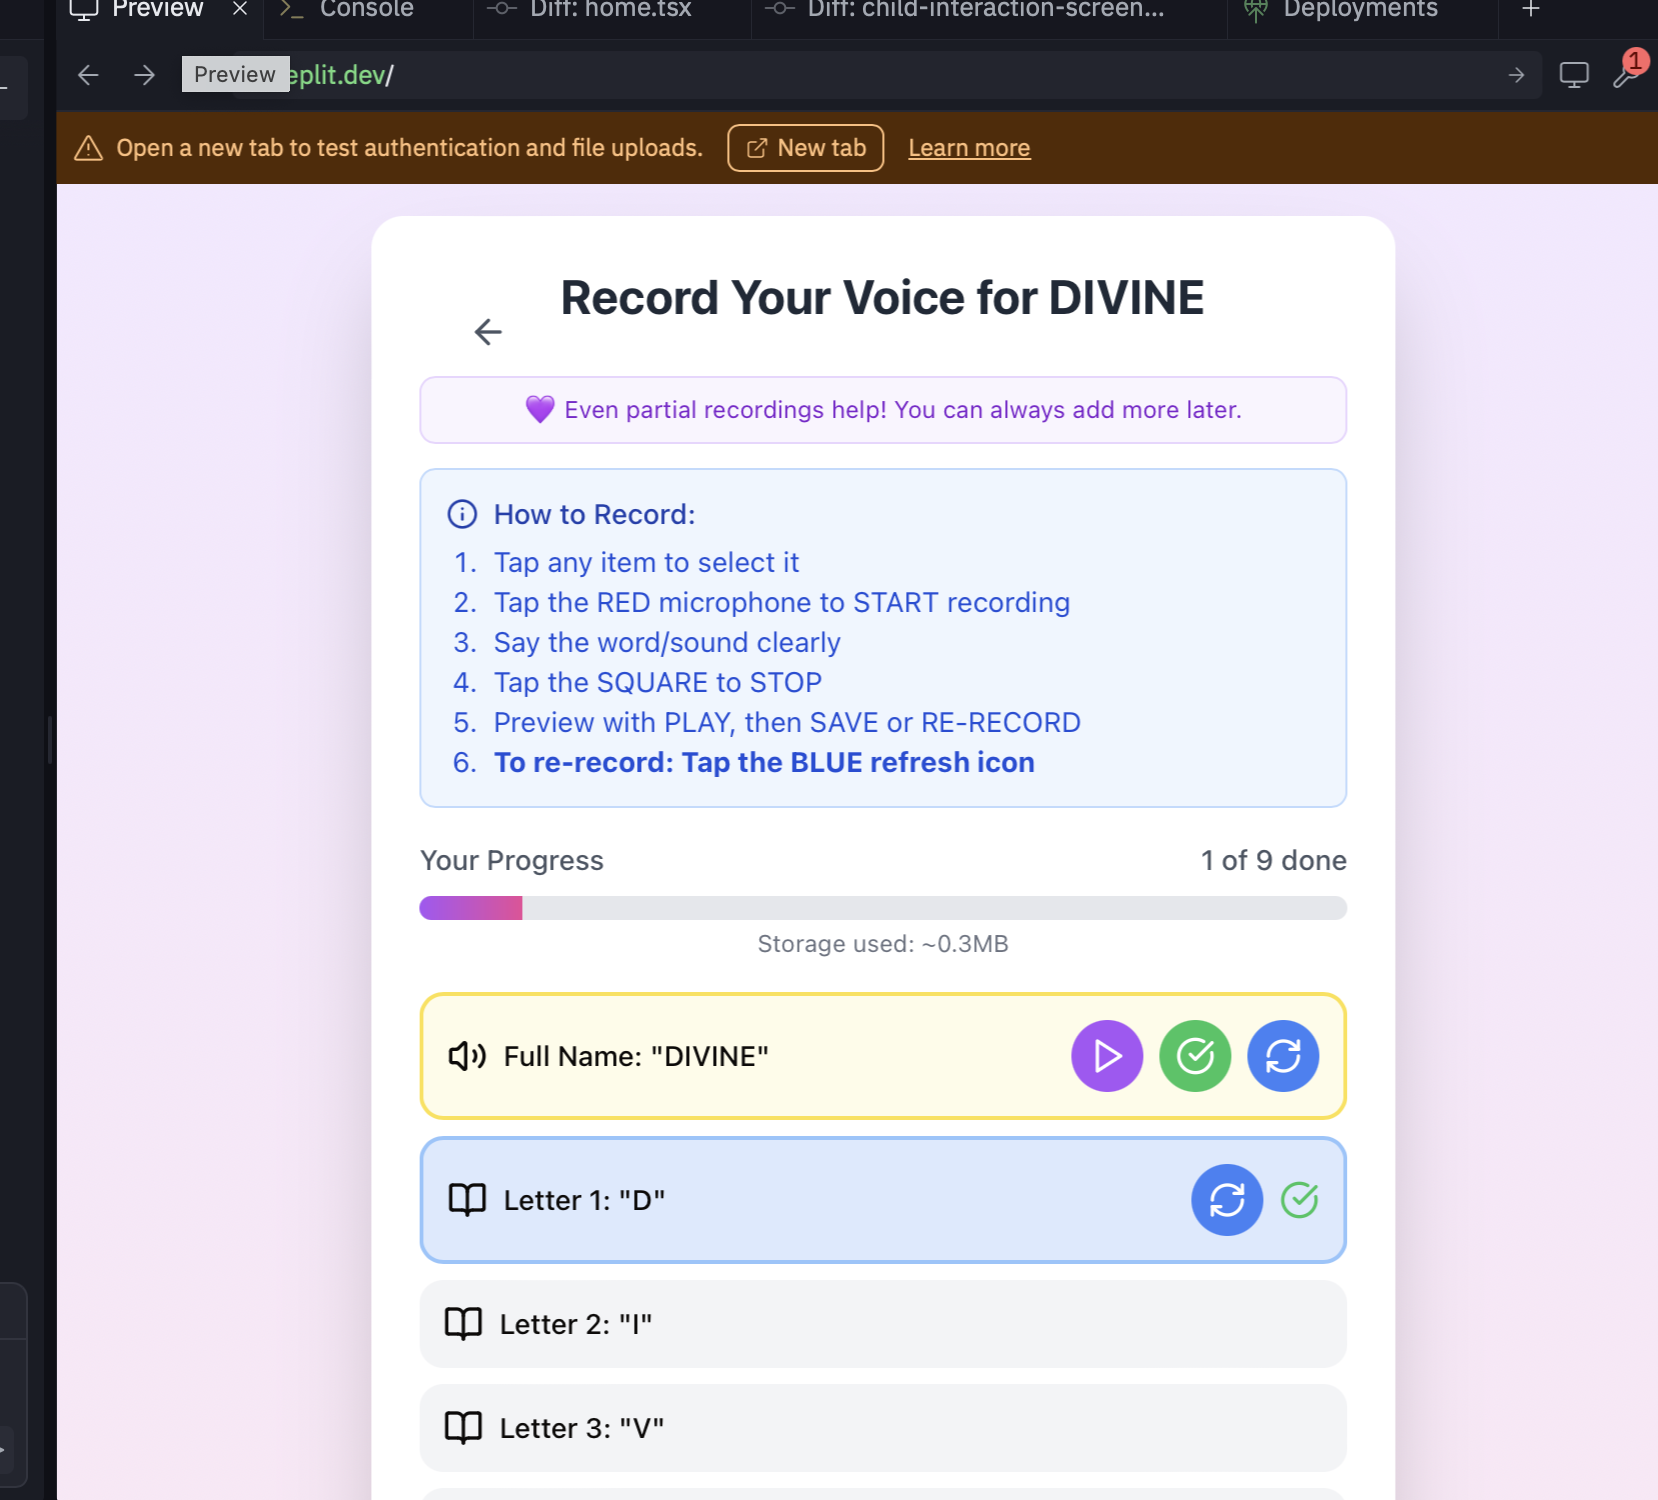 Preview
Console
Diff: home.tsx
Diff: child-interaction-screen...
Deployments
Preview
eplit.dev/
1
Open a new tab to test authentication and file uploads.
New tab
Learn more
Record Your Voice for DIVINE
💜 Even partial recordings help! You can always add more later.
How to Record:
1. Tap any item to select it
2. Tap the RED microphone to START recording
3. Say the word/sound clearly
4. Tap the SQUARE to STOP
5. Preview with PLAY, then SAVE or RE-RECORD
6. To re-record: Tap the BLUE refresh icon
Your Progress
1 of 9 done
Storage used: ~0.3MB
Full Name: "DIVINE"
Letter 1: "D"
Letter 2: "I"
Letter 3: "V"